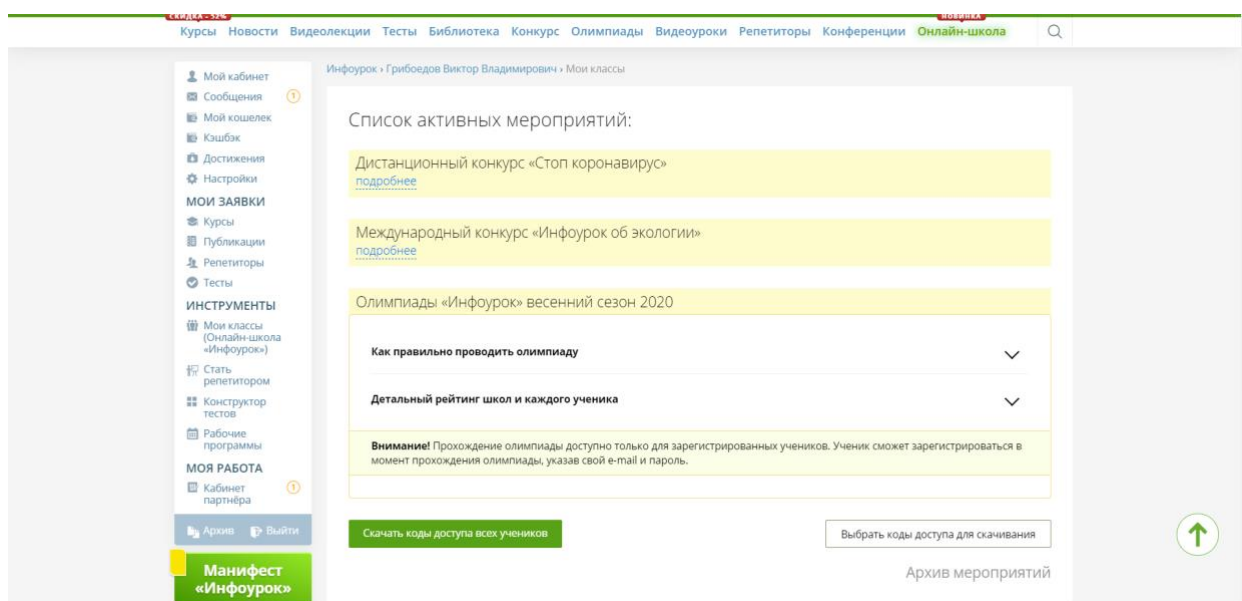 СКИДКА - 52%
НОВИНКА
Курсы Новости Видеолекции Тесты Библиотека Конкурс Олимпиады Видеоуроки Репетиторы Конференции Онлайн-школа
Инфоурок › Грибоедов Виктор Владимирович › Мои классы
Мой кабинет
Сообщения 1
Мой кошелек
Кэшбэк
Достижения
Настройки
МОИ ЗАЯВКИ
Курсы
Публикации
Репетиторы
Тесты
ИНСТРУМЕНТЫ
Мои классы
(Онлайн-школа
«Инфоурок»)
Стать
репетитором
Конструктор
тестов
Рабочие
программы
МОЯ РАБОТА
Кабинет 1
партнёра
Архив Выйти
Манифест
«Инфоурок»
Список активных мероприятий:
Дистанционный конкурс «Стоп коронавирус»
подробнее
Международный конкурс «Инфоурок об экологии»
подробнее
Олимпиады «Инфоурок» весенний сезон 2020
Как правильно проводить олимпиаду
Детальный рейтинг школ и каждого ученика
Внимание! Прохождение олимпиады доступно только для зарегистрированных учеников. Ученик сможет зарегистрироваться в
момент прохождения олимпиады, указав свой e-mail и пароль.
Скачать коды доступа всех учеников
Выбрать коды доступа для скачивания
Архив мероприятий